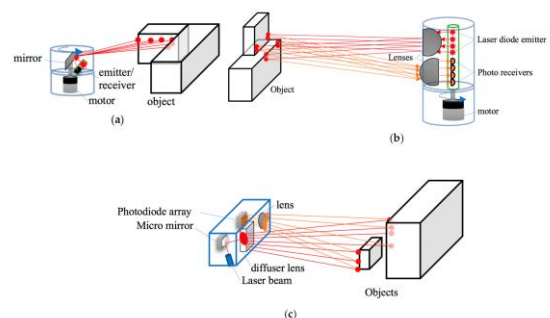 mirror
emitter/
receiver
motor
object
(a)
Laser diode emitter
Lenses
Photo receivers
Object
motor
(b)
Photodiode array
lens
Micro mirror
diffuser lens
Laser beam
Objects
(c)